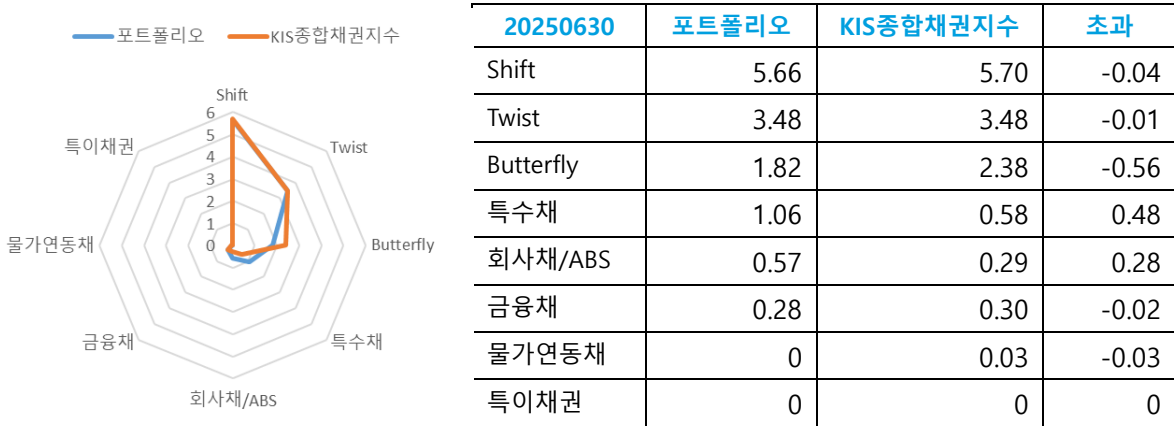 포트폴리오 KIS종합채권지수
Shift
6
5
4
3
2
1
0
Twist
Butterfly
특수채
회사채/ABS
금융채
물가연동채
특이채권
20250630 포트폴리오 KIS종합채권지수 초과
Shift 5.66 5.70 -0.04
Twist 3.48 3.48 -0.01
Butterfly 1.82 2.38 -0.56
특수채 1.06 0.58 0.48
회사채/ABS 0.57 0.29 0.28
금융채 0.28 0.30 -0.02
물가연동채 0 0.03 -0.03
특이채권 0 0 0